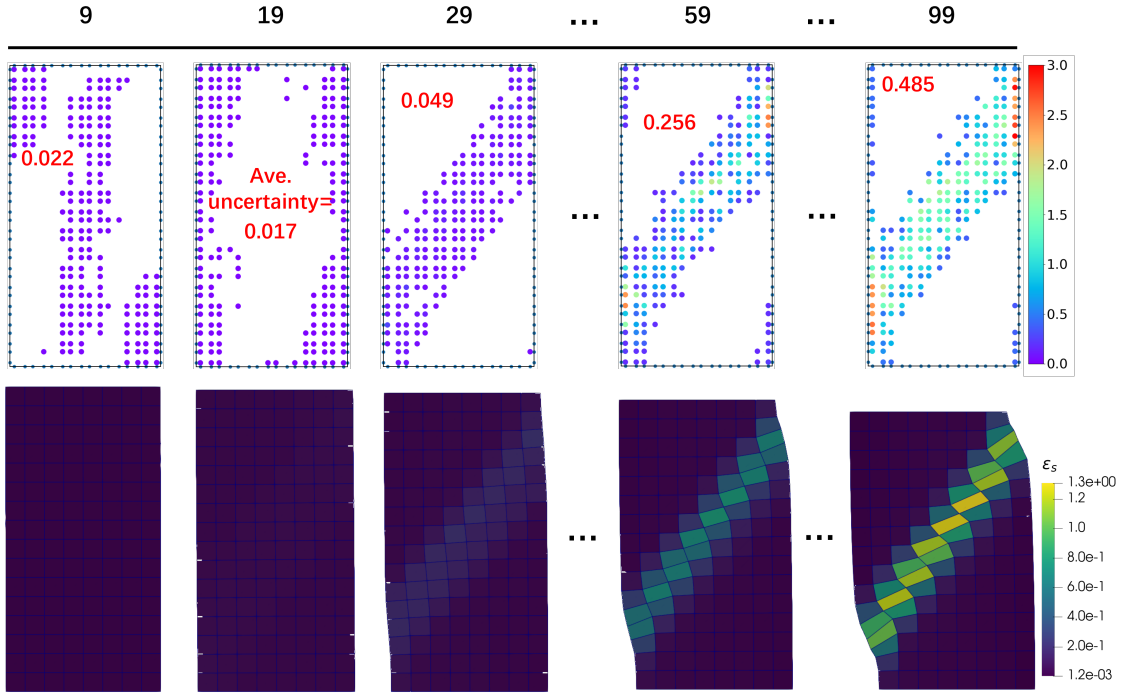 9 19 29 ... 59 ... 99
0.022
Ave.
uncertainty=
0.017
0.049
...
0.256
...
0.485
3.0
2.5
2.0
1.5
1.0
0.5
0.0
...
...
εs
1.3e+00
1.2
1.0
8.0e-1
6.0e-1
4.0e-1
2.0e-1
1.2e-03